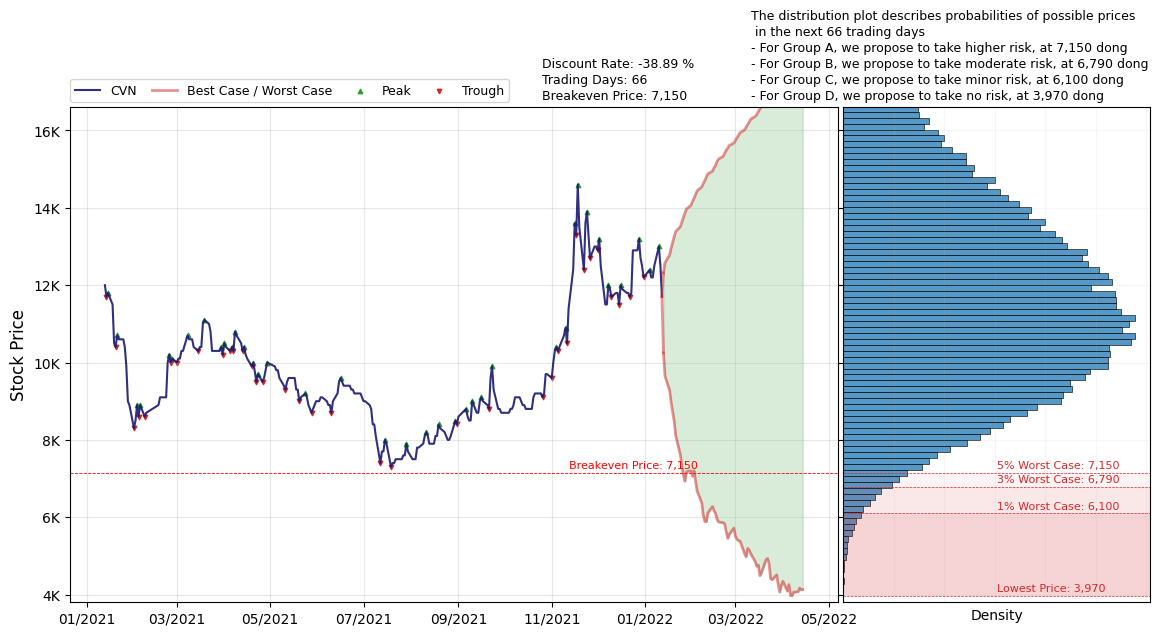 The distribution plot describes probabilities of possible prices
in the next 66 trading days
- For Group A, we propose to take higher risk, at 7,150 dong
- For Group B, we propose to take moderate risk, at 6,790 dong
- For Group C, we propose to take minor risk, at 6,100 dong
- For Group D, we propose to take no risk, at 3,970 dong
Discount Rate: -38.89 %
Trading Days: 66
Breakeven Price: 7,150
CVN
Best Case / Worst Case
Peak
Trough
Stock Price
16K
14K
12K
10K
8K
6K
4K
Breakeven Price: 7,150
01/2021
03/2021
05/2021
07/2021
09/2021
11/2021
01/2022
03/2022
05/2022
5% Worst Case: 7,150
3% Worst Case: 6,790
1% Worst Case: 6,100
Lowest Price: 3,970
Density